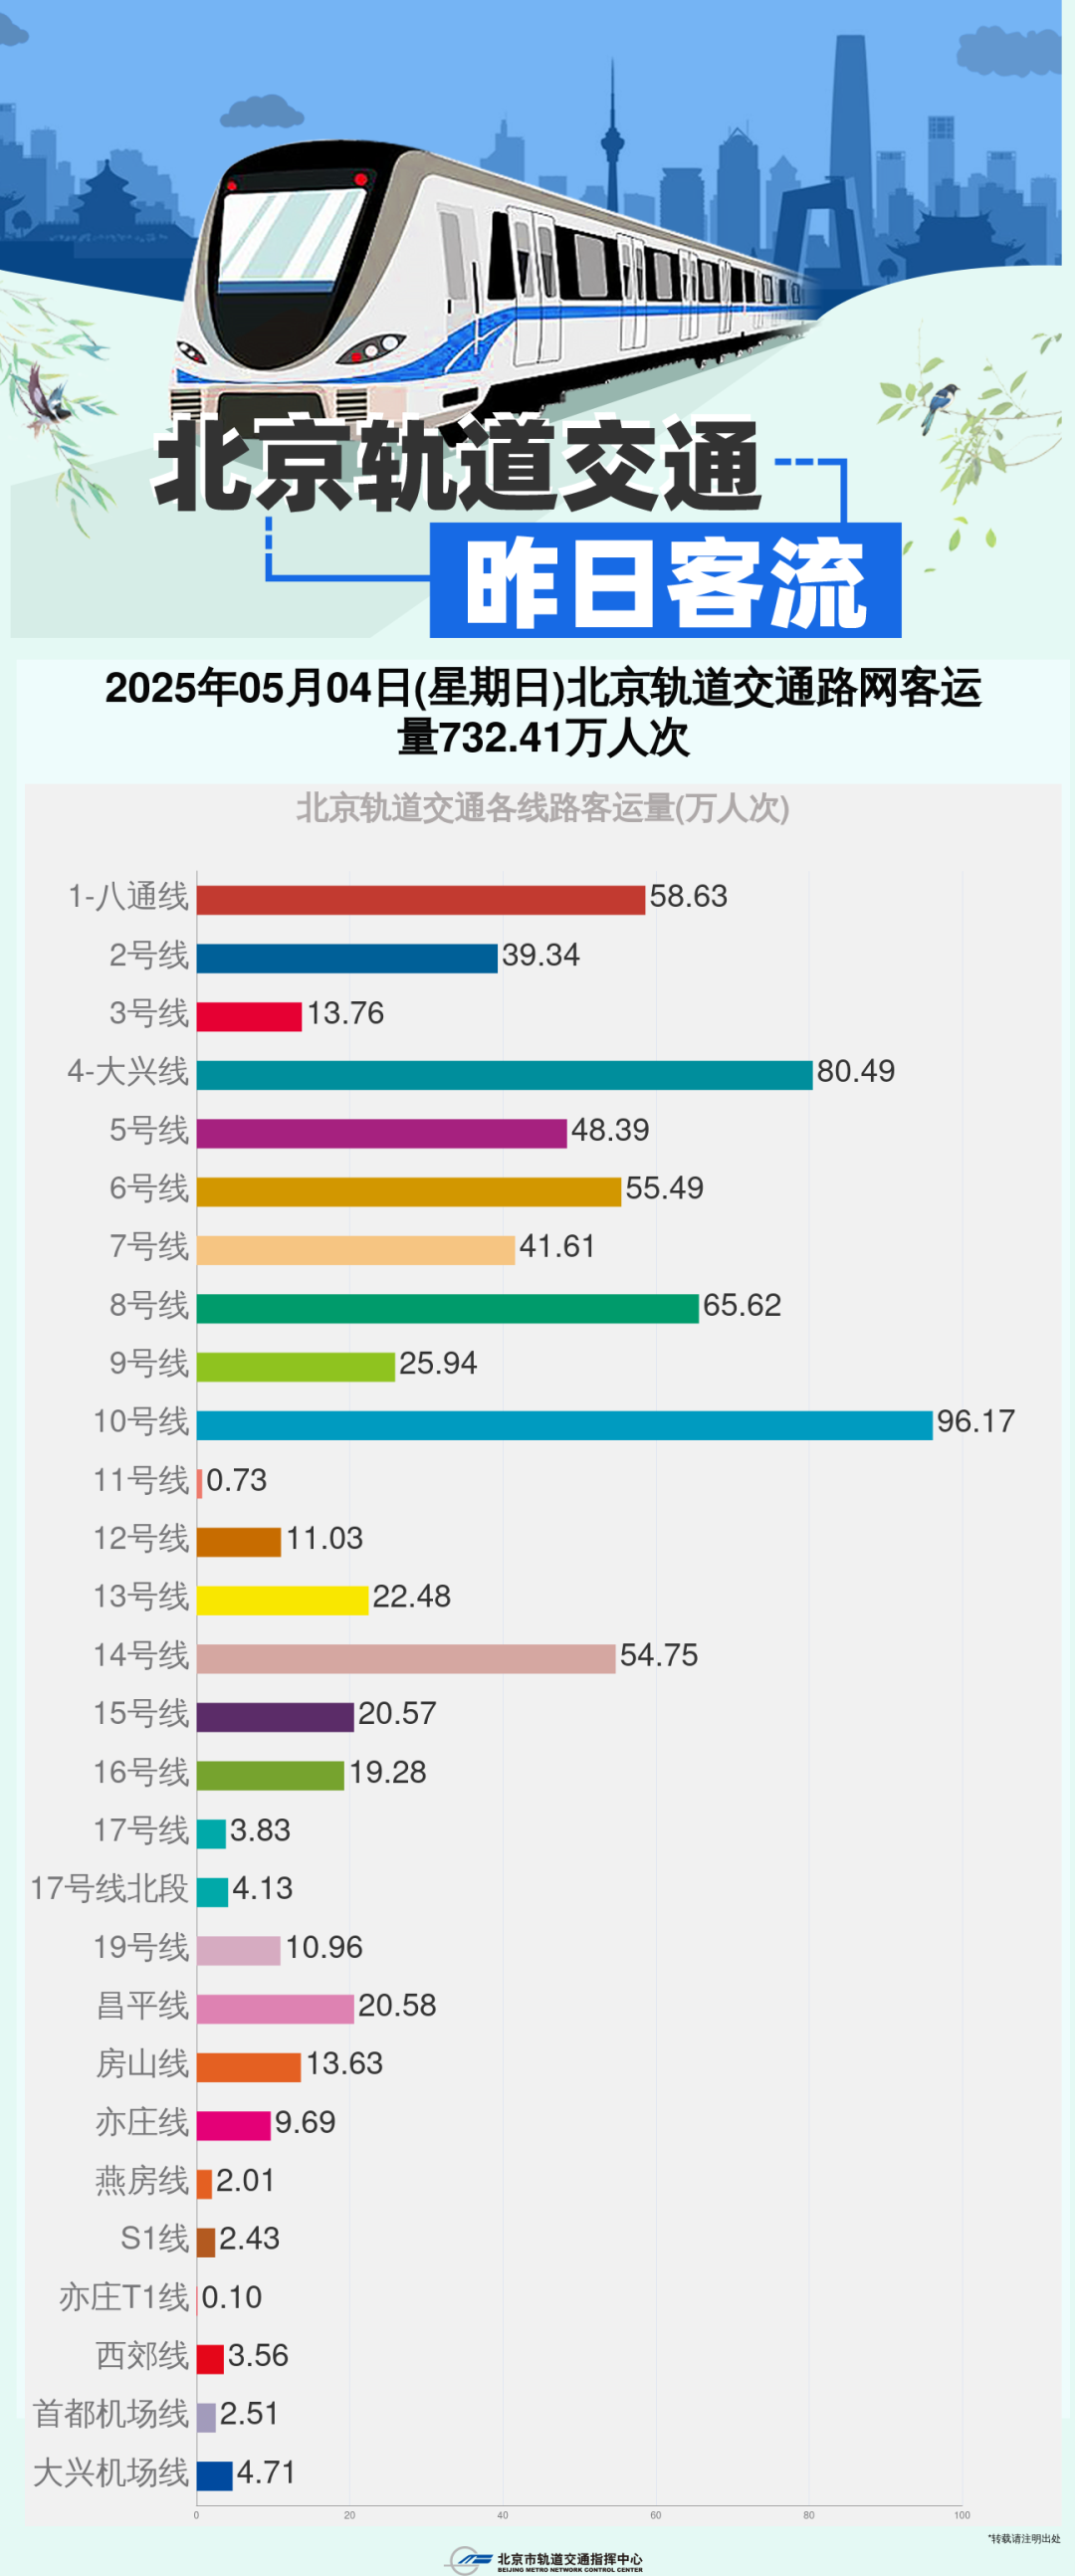 北京轨道交通
昨日客流
2025年05月04日(星期日)北京轨道交通路网客运
量732.41万人次
北京轨道交通各线路客运量(万人次)
1-八通线 58.63
2号线 39.34
3号线 13.76
4-大兴线 80.49
5号线 48.39
6号线 55.49
7号线 41.61
8号线 65.62
9号线 25.94
10号线 96.17
11号线 0.73
12号线 11.03
13号线 22.48
14号线 54.75
15号线 20.57
16号线 19.28
17号线 3.83
17号线北段 4.13
19号线 10.96
昌平线 20.58
房山线 13.63
亦庄线 9.69
燕房线 2.01
S1线 2.43
亦庄T1线 0.10
西郊线 3.56
首都机场线 2.51
大兴机场线 4.71
0 20 40 60 80 100
*转载请注明出处
北京市轨道交通指挥中心
BEIJING METRO NETWORK CONTROL CENTER